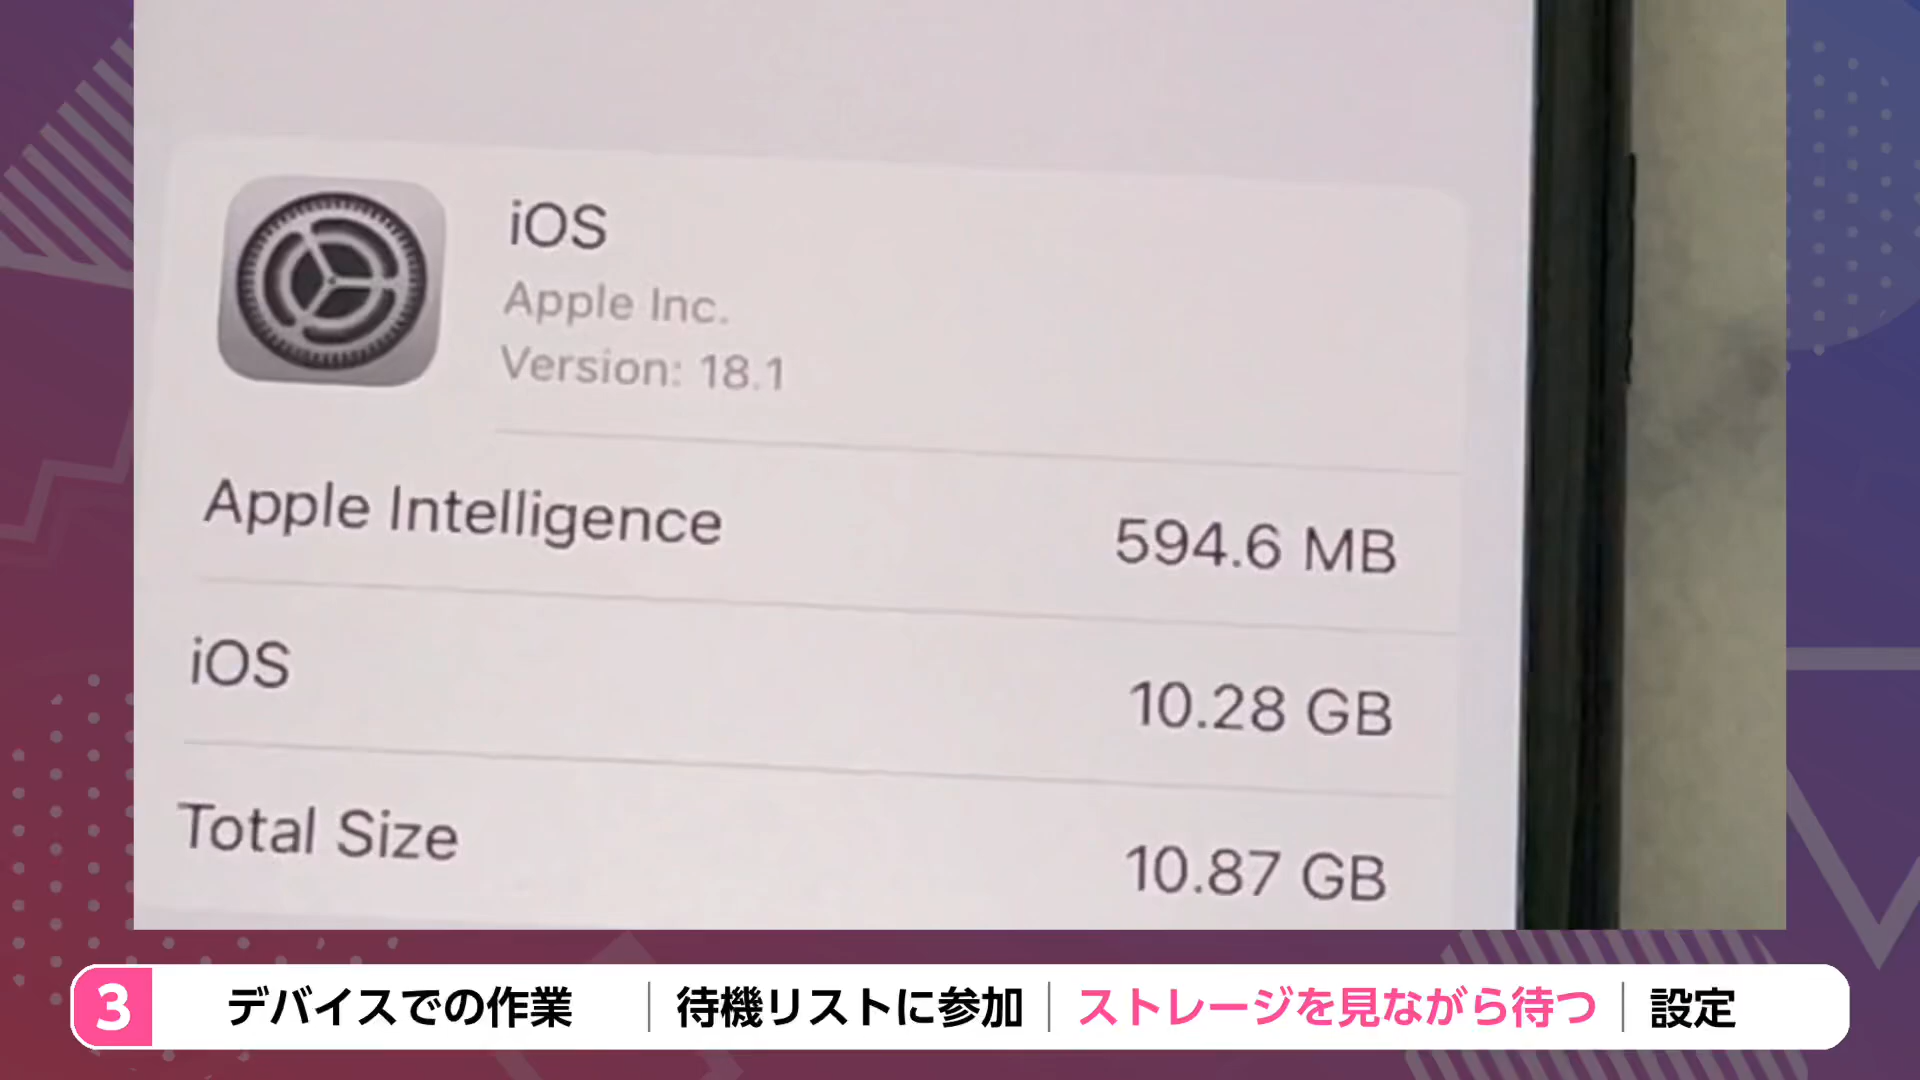 iOS
Apple Inc.
Version: 18.1
Apple Intelligence 594.6 MB
iOS 10.28 GB
Total Size 10.87 GB
3 デバイスでの作業 待機リストに参加 ストレージを見ながら待つ 設定